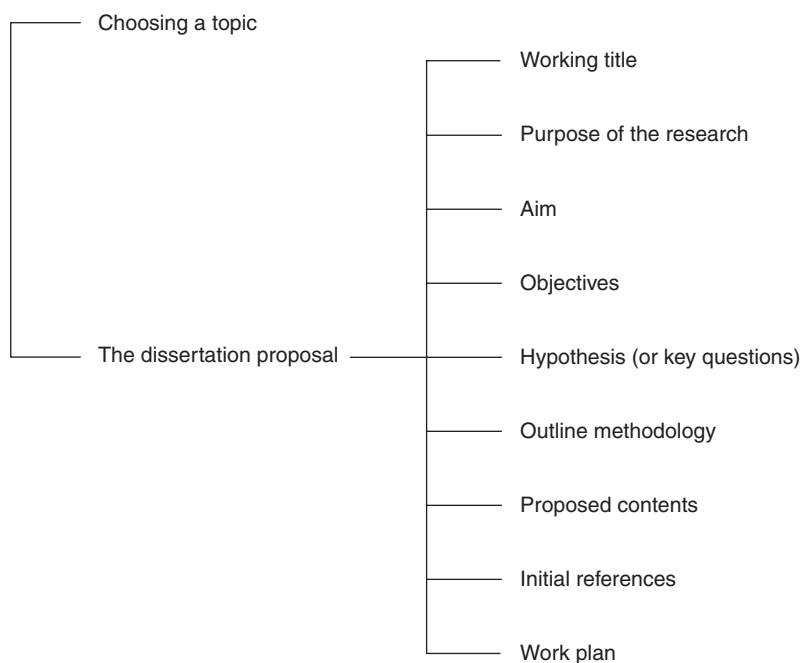 Choosing a topic
Working title
Purpose of the research
Aim
Objectives
The dissertation proposal
Hypothesis (or key questions)
Outline methodology
Proposed contents
Initial references
Work plan